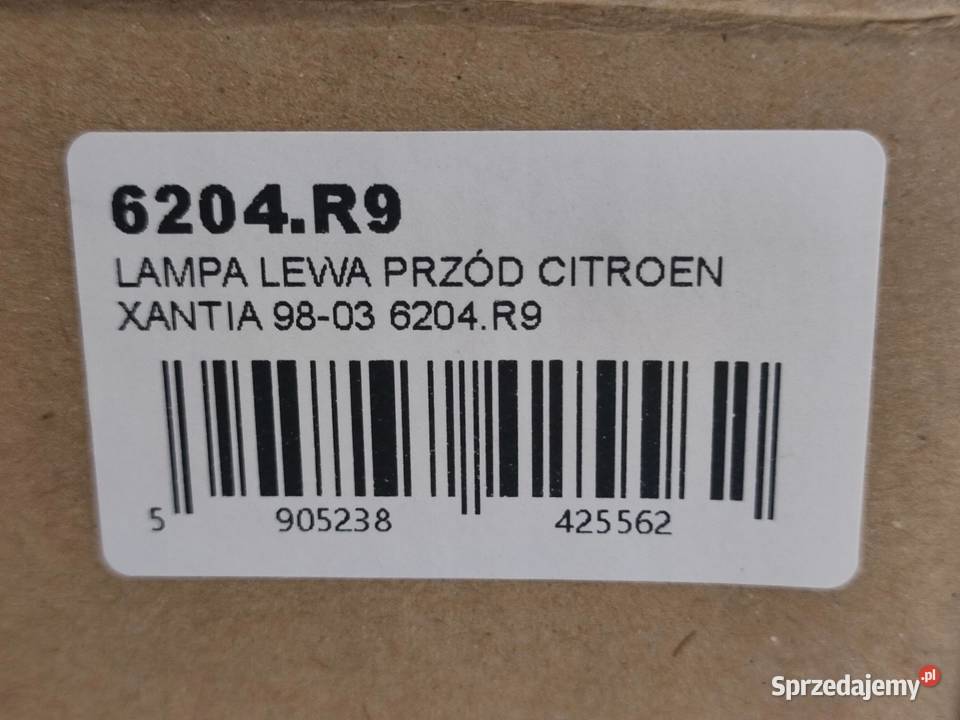 6204.R9
LAMPA LEWA PRZÓD CITROEN
XANTIA 98-03 6204.R9
5 905238 425562
Sprzedajemy.pl